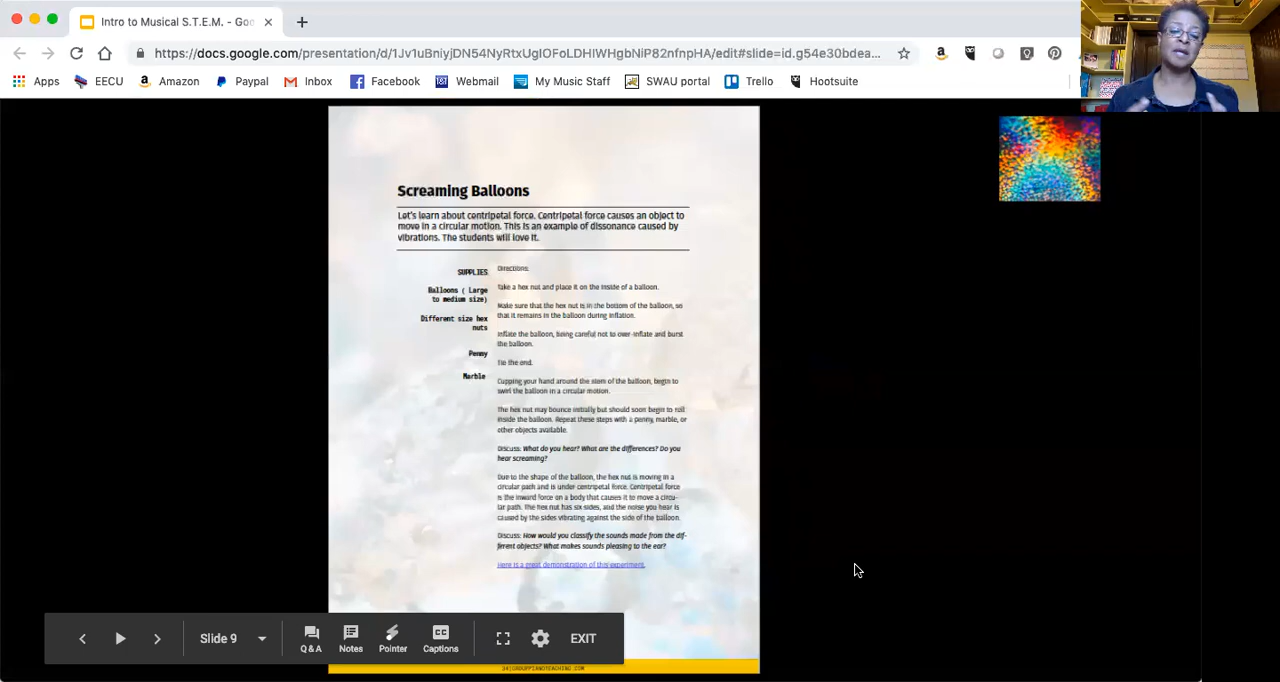 Intro to Musical S.T.E.M. - Goo
https://docs.google.com/presentation/d/1Jv1uBniyjDN54NyRtxUgIOFoLDHIWHgbNiP82nfnpHA/edit#slide=id.g54e30bdea...
Apps EECU Amazon Paypal Inbox Facebook Webmail My Music Staff SWAU portal Trello Hootsuite
Screaming Balloons
Let's learn about centripetal force. Centripetal force causes an object to
move in a circular motion. This is an example of dissonance caused by
vibrations. The students will love it.
SUPPLIES
Balloons ( Large
to medium size)
Different size hex
nuts
Penny
Marble
Directions:
Take a hex nut and place it on the inside of a balloon.
Make sure that the hex nut is in the bottom of the balloon, so
that it remains in the balloon during inflation.
Inflate the balloon, being careful not to over-inflate and burst
the balloon.
Tie the end.
Cupping your hand around the stem of the balloon, begin to
swirl the balloon in a circular motion.
The hex nut may bounce initially but should soon begin to roll
inside the balloon. Repeat these steps with a penny, marble, or
other objects available.
Discuss: What do you hear? What are the differences? Do you
hear screaming?
Due to the shape of the balloon, the hex nut is moving in a
circular path and is under centripetal force. Centripetal force
is the inward force on a body that causes it to move a circu-
lar path. The hex nut has six sides, and the noise you hear is
caused by the sides vibrating against the side of the balloon.
Discuss: How would you classify the sounds made from the dif-
ferent objects? What makes sounds pleasing to the ear?
Here is a great demonstration of this experiment.
Slide 9
Q & A Notes Pointer Captions
EXIT
34|GROUPPIANOTEACHING.COM